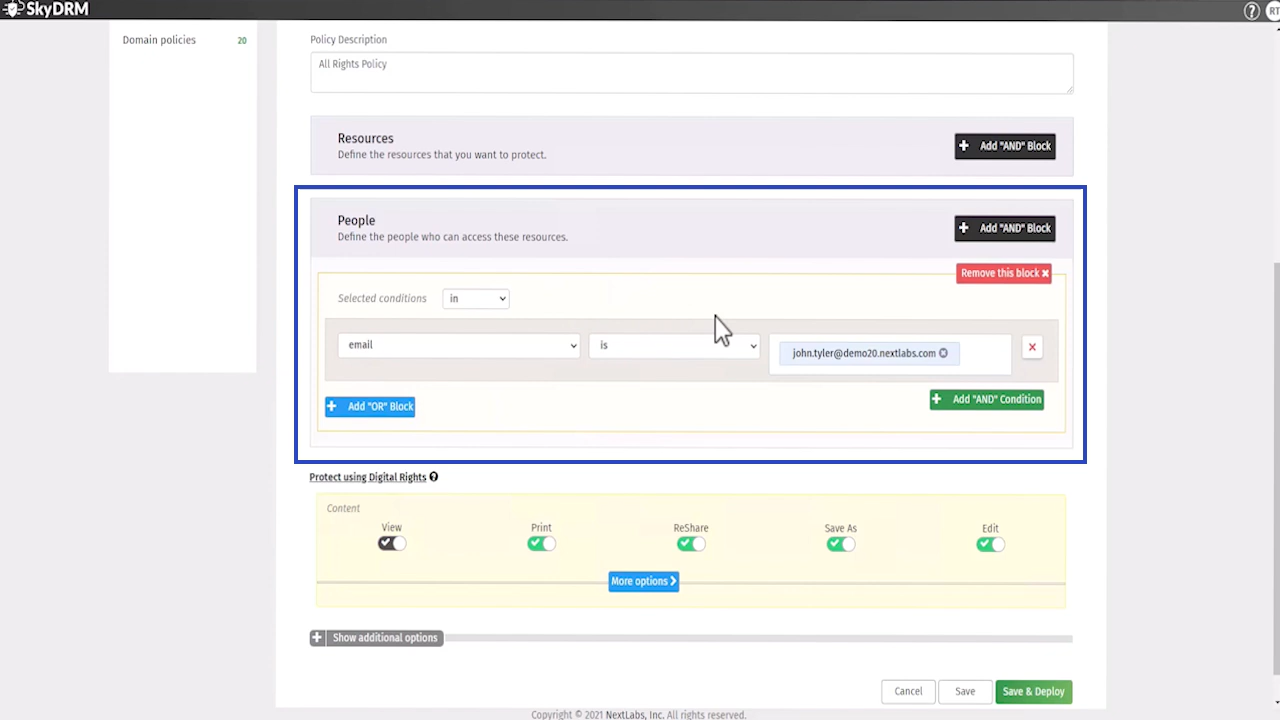 SkyDRM
RT
Domain policies 20
Policy Description
All Rights Policy
Resources
Define the resources that you want to protect.
Add "AND" Block
People
Define the people who can access these resources.
Add "AND" Block
Remove this block
Selected conditions in
email is john.tyler@demo20.nextlabs.com
Add "OR" Block
Add "AND" Condition
Protect using Digital Rights
Content
View Print ReShare Save As Edit
More options
Show additional options
Cancel Save Save & Deploy
Copyright © 2021 NextLabs, Inc. All rights reserved.